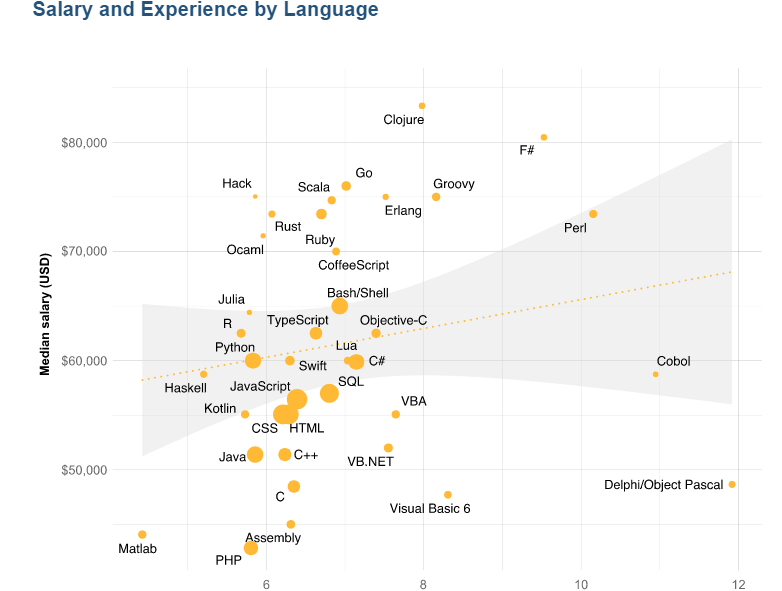 Salary and Experience by Language
Median salary (USD)
$80,000
$70,000
$60,000
$50,000
Clojure
F#
Go
Hack
Scala
Groovy
Erlang
Rust
Perl
Ruby
Ocaml
CoffeeScript
Bash/Shell
Julia
TypeScript
Objective-C
R
Python
Lua
C#
Cobol
Swift
Haskell
JavaScript
SQL
Kotlin
VBA
CSS
HTML
Java
C++
VB.NET
Delphi/Object Pascal
C
Visual Basic 6
Assembly
Matlab
PHP
6
8
10
12